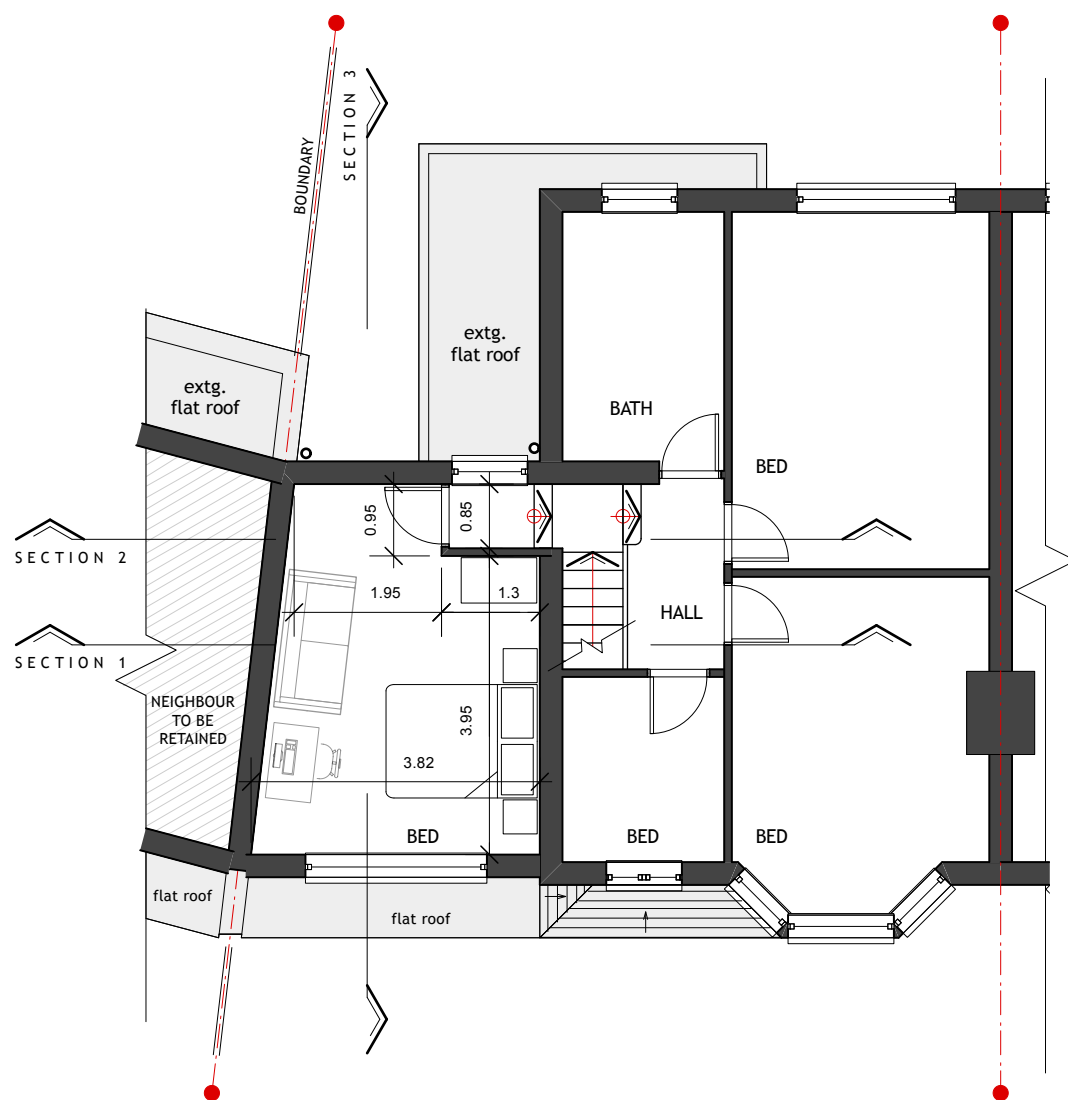 SECTION 3
BOUNDARY
extg.
flat roof
extg.
flat roof
BATH
BED
0.95
0.85
SECTION 2
1.95
1.3
HALL
SECTION 1
NEIGHBOUR
TO BE
RETAINED
3.95
3.82
BED
BED
BED
flat roof
flat roof